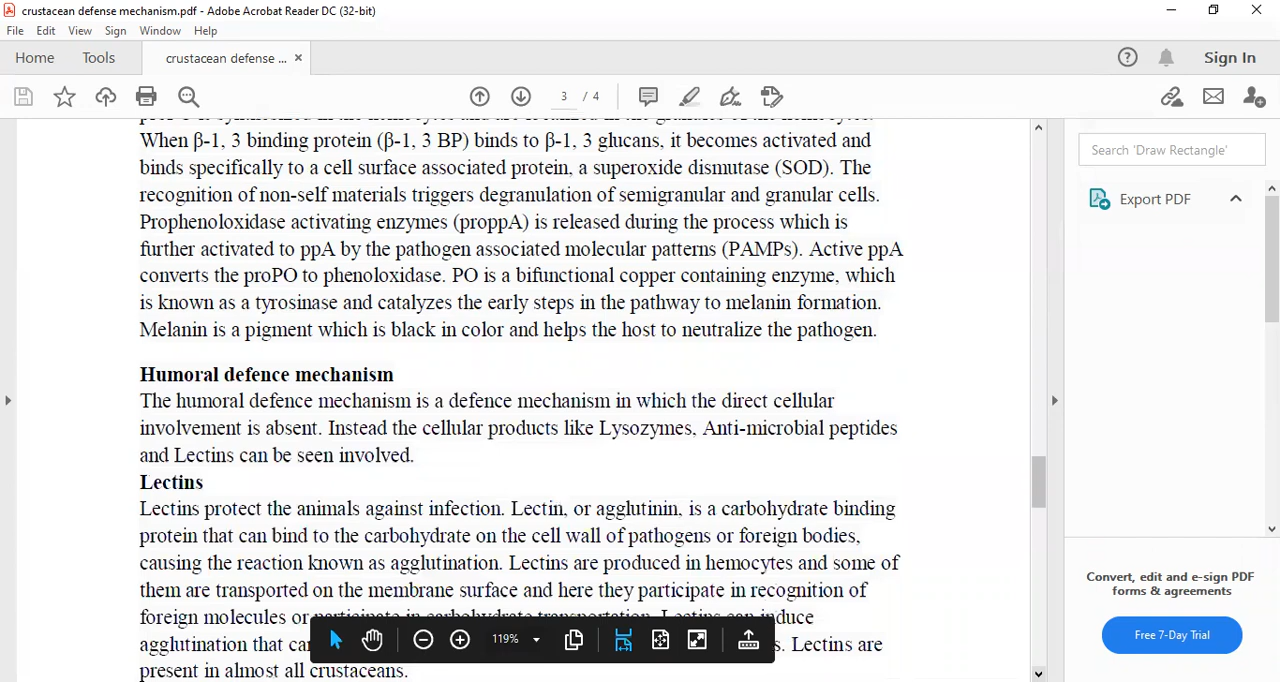 crustacean defense mechanism.pdf - Adobe Acrobat Reader DC (32-bit)
File Edit View Sign Window Help
Home Tools crustacean defense ... × Sign In
3 / 4
When β-1, 3 binding protein (β-1, 3 BP) binds to β-1, 3 glucans, it becomes activated and
binds specifically to a cell surface associated protein, a superoxide dismutase (SOD). The
recognition of non-self materials triggers degranulation of semigranular and granular cells.
Prophenoloxidase activating enzymes (proppA) is released during the process which is
further activated to ppA by the pathogen associated molecular patterns (PAMPs). Active ppA
converts the proPO to phenoloxidase. PO is a bifunctional copper containing enzyme, which
is known as a tyrosinase and catalyzes the early steps in the pathway to melanin formation.
Melanin is a pigment which is black in color and helps the host to neutralize the pathogen.
Humoral defence mechanism
The humoral defence mechanism is a defence mechanism in which the direct cellular
involvement is absent. Instead the cellular products like Lysozymes, Anti-microbial peptides
and Lectins can be seen involved.
Lectins
Lectins protect the animals against infection. Lectin, or agglutinin, is a carbohydrate binding
protein that can bind to the carbohydrate on the cell wall of pathogens or foreign bodies,
causing the reaction known as agglutination. Lectins are produced in hemocytes and some of
them are transported on the membrane surface and here they participate in recognition of
foreign molecules or participate in carbohydrate transportation. Lectins can induce
agglutination that Lectins are
present in almost all crustaceans.
119%
Search 'Draw Rectangle'
Export PDF
Convert, edit and e-sign PDF
forms & agreements
Free 7-Day Trial